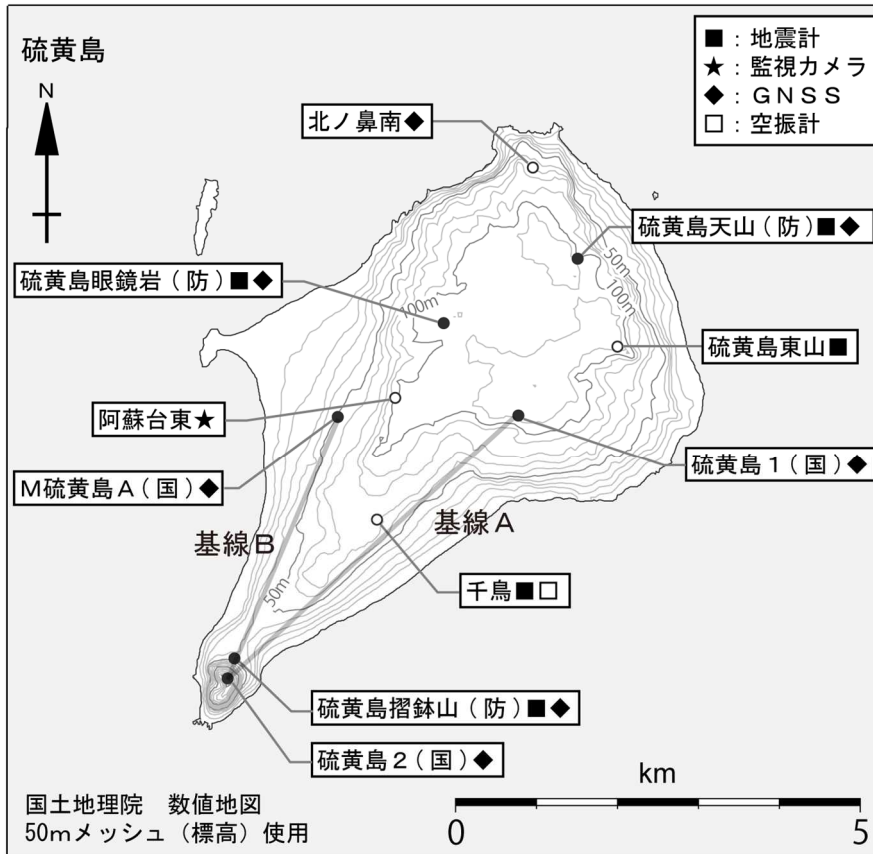 硫黄島
N
■：地震計
★：監視カメラ
◆：ＧＮＳＳ
□：空振計
北ノ鼻南◆
硫黄島天山（防）■◆
50m
100m
硫黄島眼鏡岩（防）■◆
100m
硫黄島東山■
阿蘇台東★
硫黄島１（国）◆
Ｍ硫黄島Ａ（国）◆
基線Ａ
基線Ｂ
50m
千鳥■□
硫黄島摺鉢山（防）■◆
硫黄島２（国）◆
km
国土地理院　数値地図
50mメッシュ（標高）使用
0
5